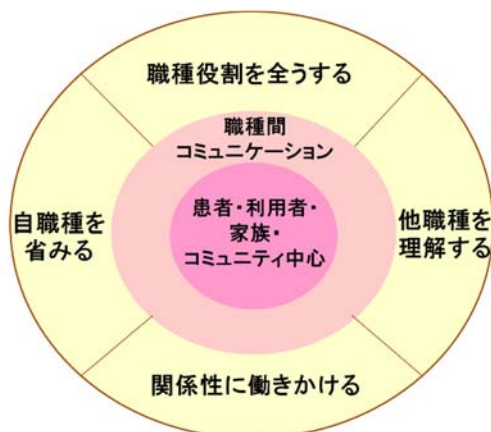 職種役割を全うする
職種間
コミュニケーション
患者・利用者・
家族・
コミュニティ中心
自職種を
省みる
他職種を
理解する
関係性に働きかける